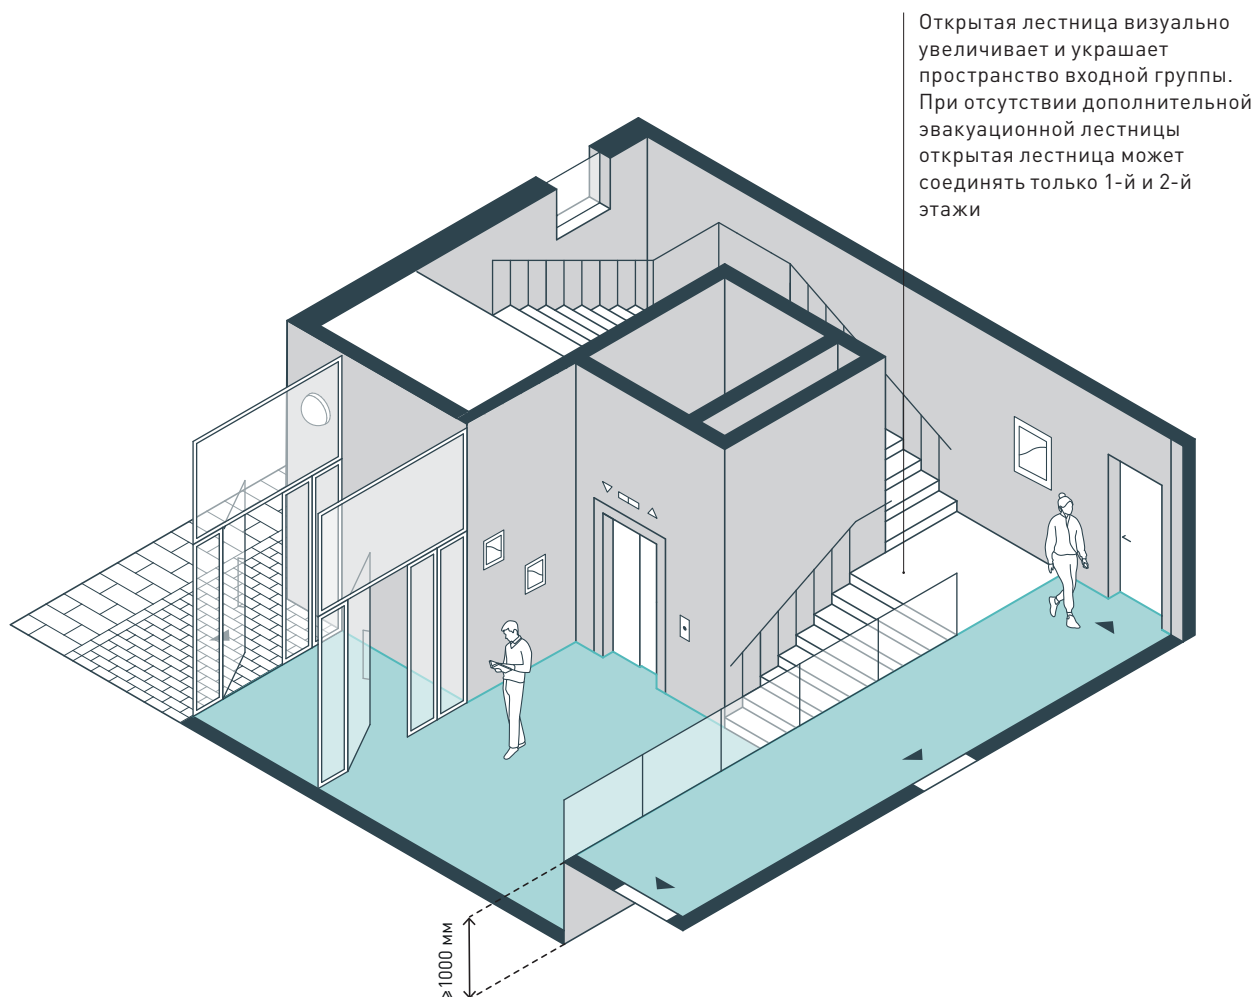 Открытая лестница визуально
увеличивает и украшает
пространство входной группы.
При отсутствии дополнительной
эвакуационной лестницы
открытая лестница может
соединять только 1-й и 2-й
этажи
⩾1000 мм